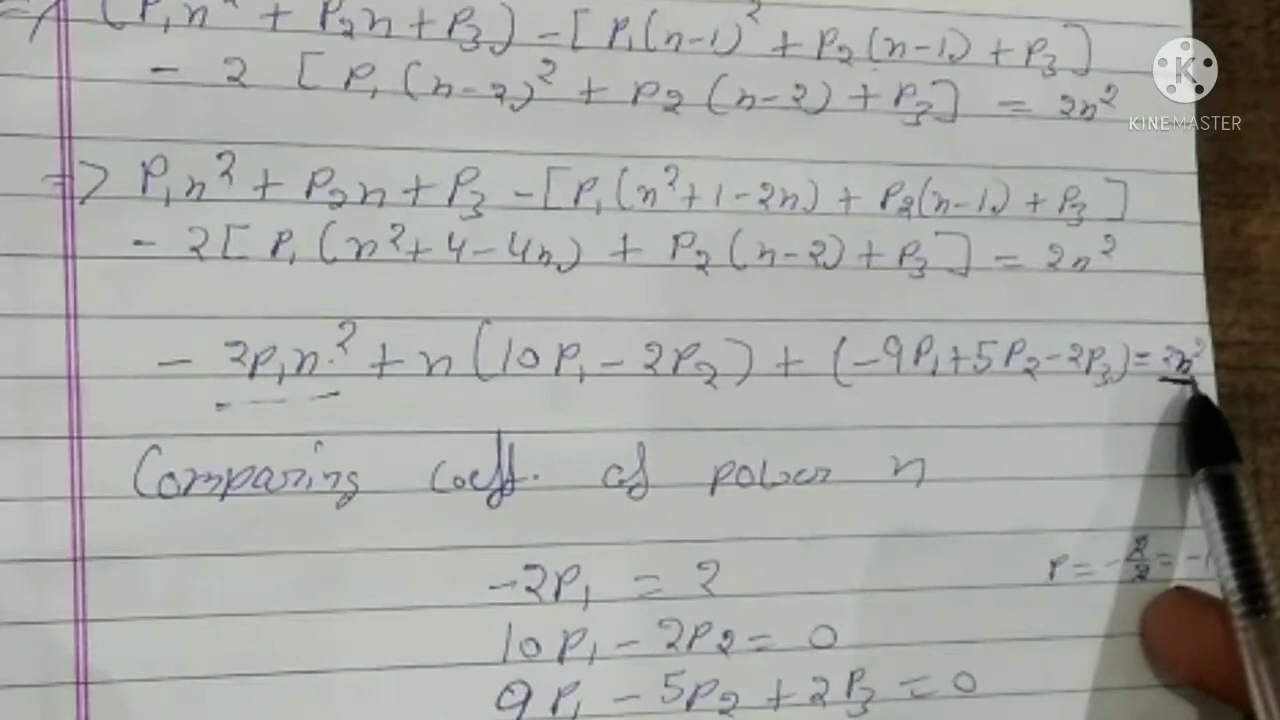 => (P₁n² + P₂n + P₃) - [P₁(n-1)² + P₂(n-1) + P₃]
- 2 [P₁(n-2)² + P₂(n-2) + P₃] = 2n²
K
KINEMASTER
=> P₁n² + P₂n + P₃ - [P₁(n²+1-2n) + P₂(n-1) + P₃]
- 2[P₁(n²+4-4n) + P₂(n-2) + P₃] = 2n²
- 2P₁n² + n(10P₁ - 2P₂) + (-9P₁+5P₂-2P₃) = 2n²
Comparing Coeff. of power n
-2P₁ = 2
P = -2/2 = -1
10P₁ - 2P₂ = 0
9P₁ - 5P₂ + 2P₃ = 0